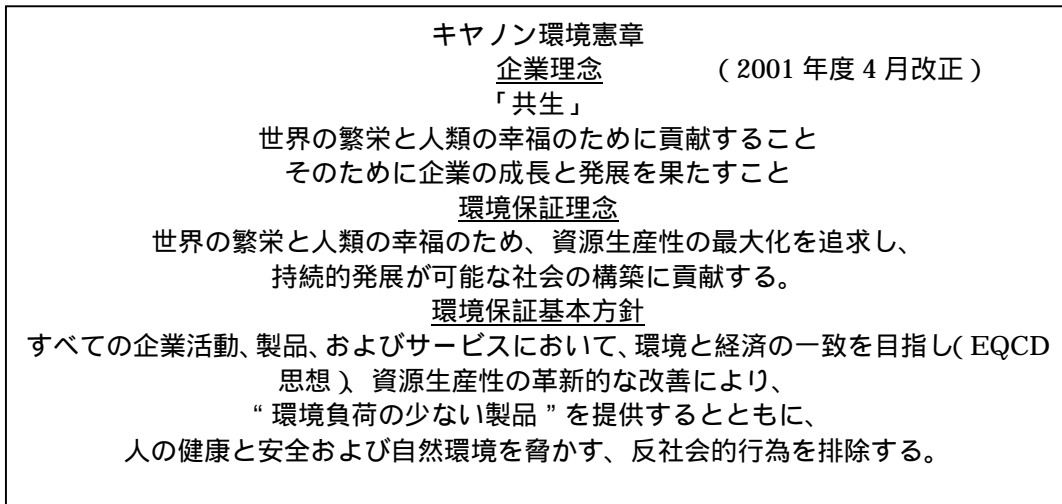 キヤノン環境憲章
企業理念 (2001 年度 4 月改正)
「共生」
世界の繁栄と人類の幸福のために貢献すること
そのために企業の成長と発展を果たすこと
環境保証理念
世界の繁栄と人類の幸福のため、資源生産性の最大化を追求し、
持続的発展が可能な社会の構築に貢献する。
環境保証基本方針
すべての企業活動、製品、およびサービスにおいて、環境と経済の一致を目指し(EQCD
思想)、資源生産性の革新的な改善により、
“環境負荷の少ない製品”を提供するとともに、
人の健康と安全および自然環境を脅かす、反社会的行為を排除する。